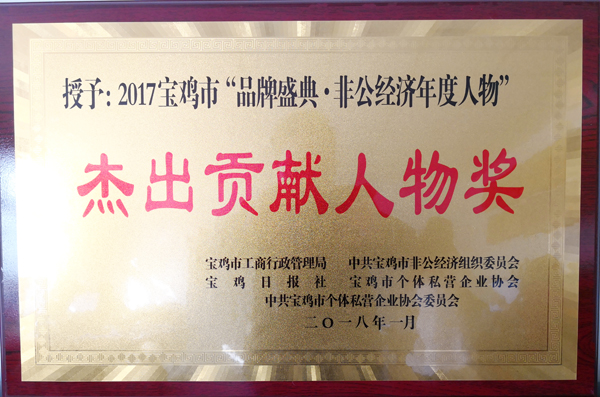 授予：2017宝鸡市“品牌盛典·非公经济年度人物”
杰出贡献人物奖
宝鸡市工商行政管理局 中共宝鸡市非公经济组织委员会
宝鸡日报社 宝鸡市个体私营企业协会
中共宝鸡市个体私营企业协会委员会
二〇一八年一月